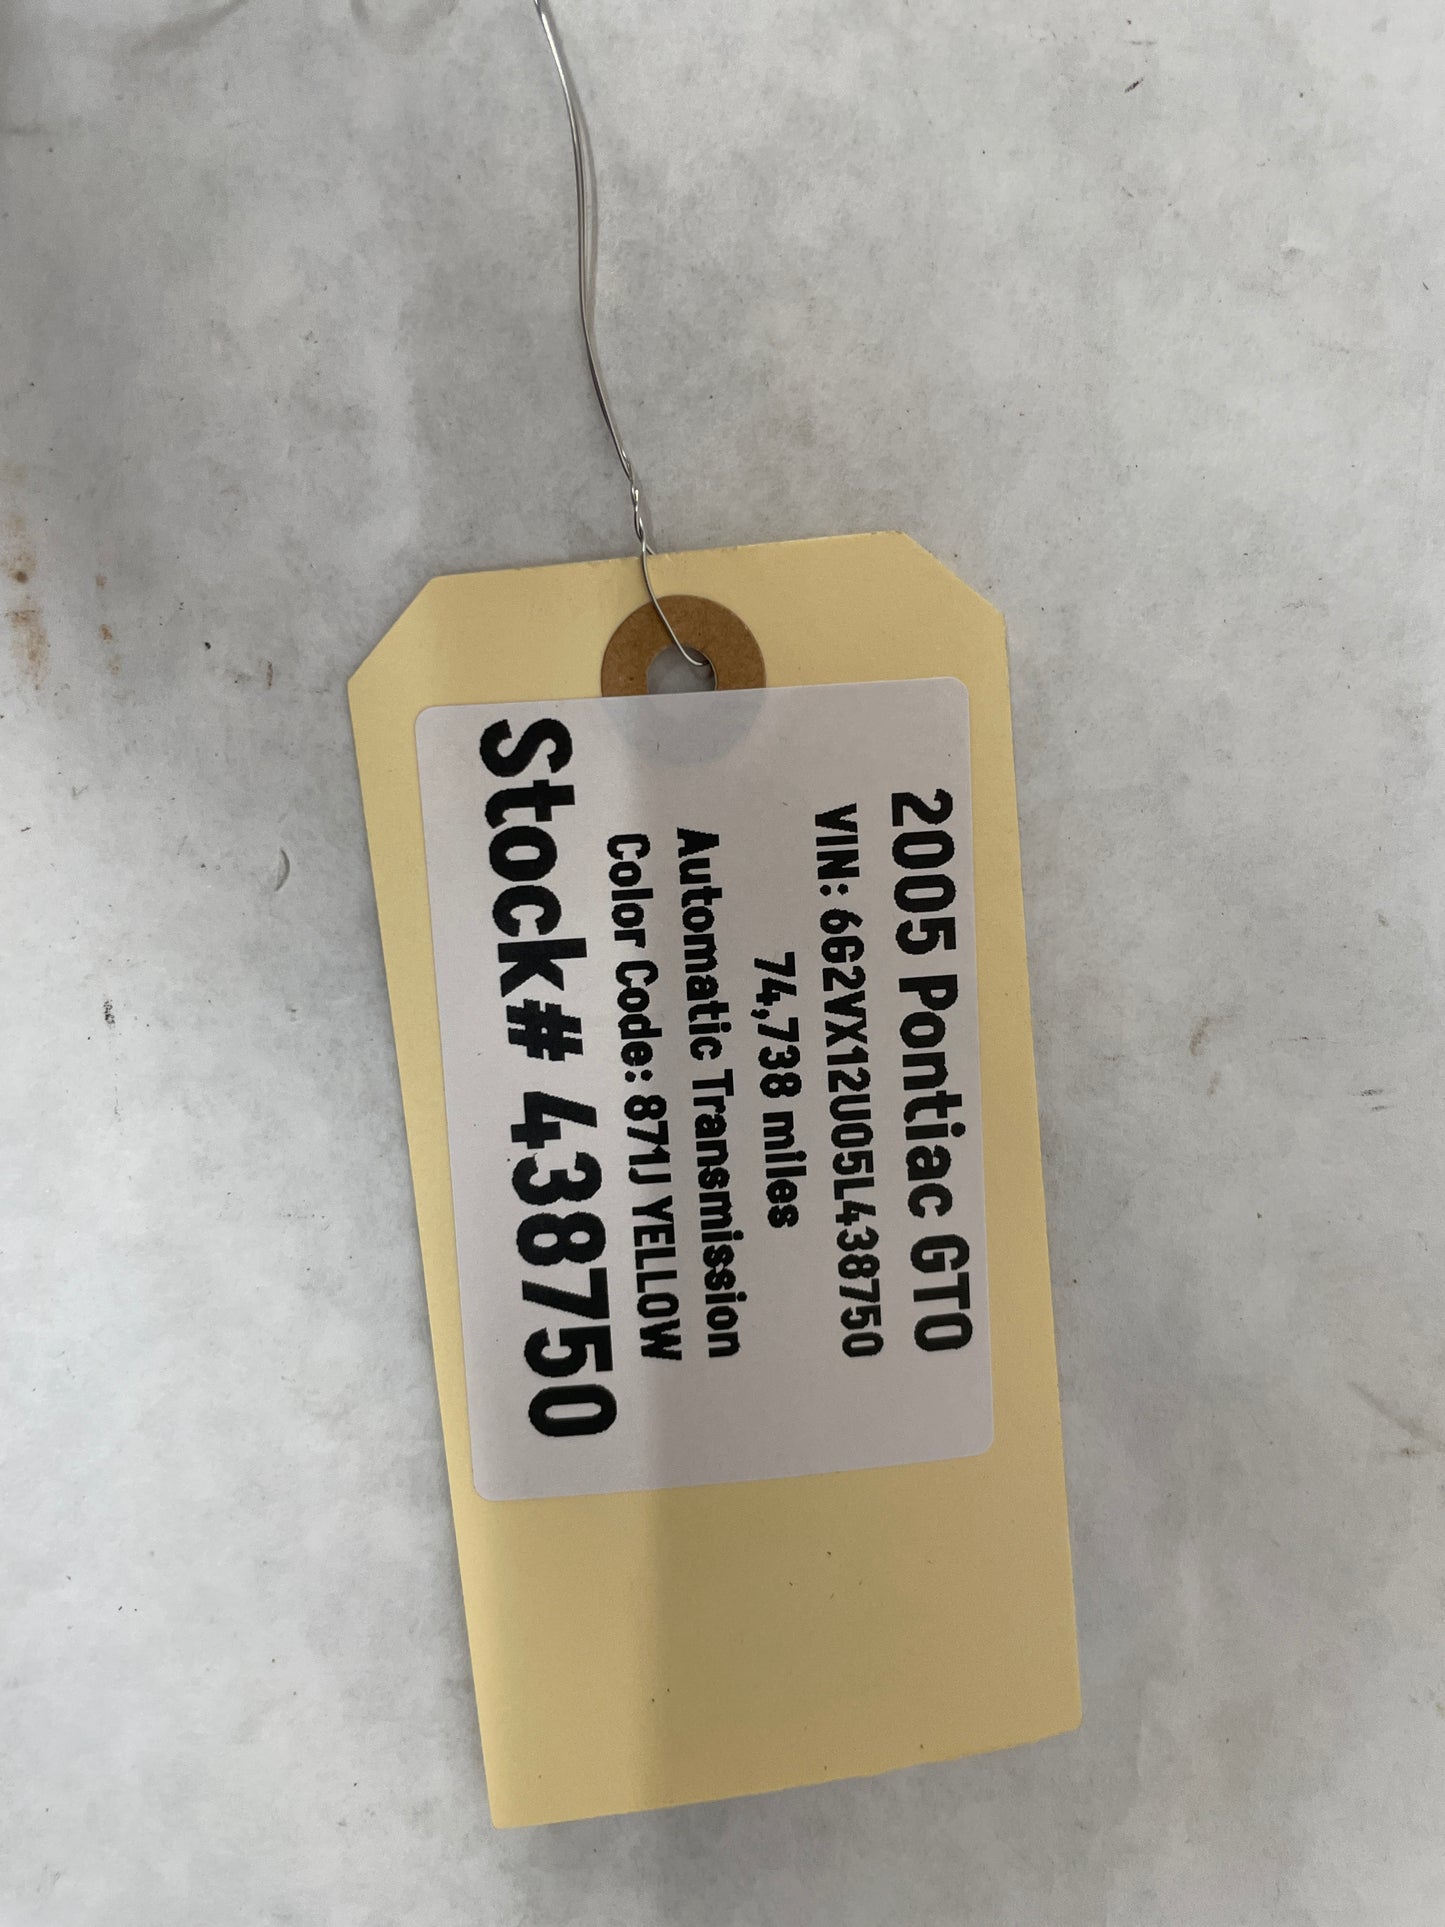 2005 Pontiac GTO
VIN: 6G2VX12U05L438750
74,738 miles
Automatic Transmission
Color Code: 871J YELLOW
Stock# 438750